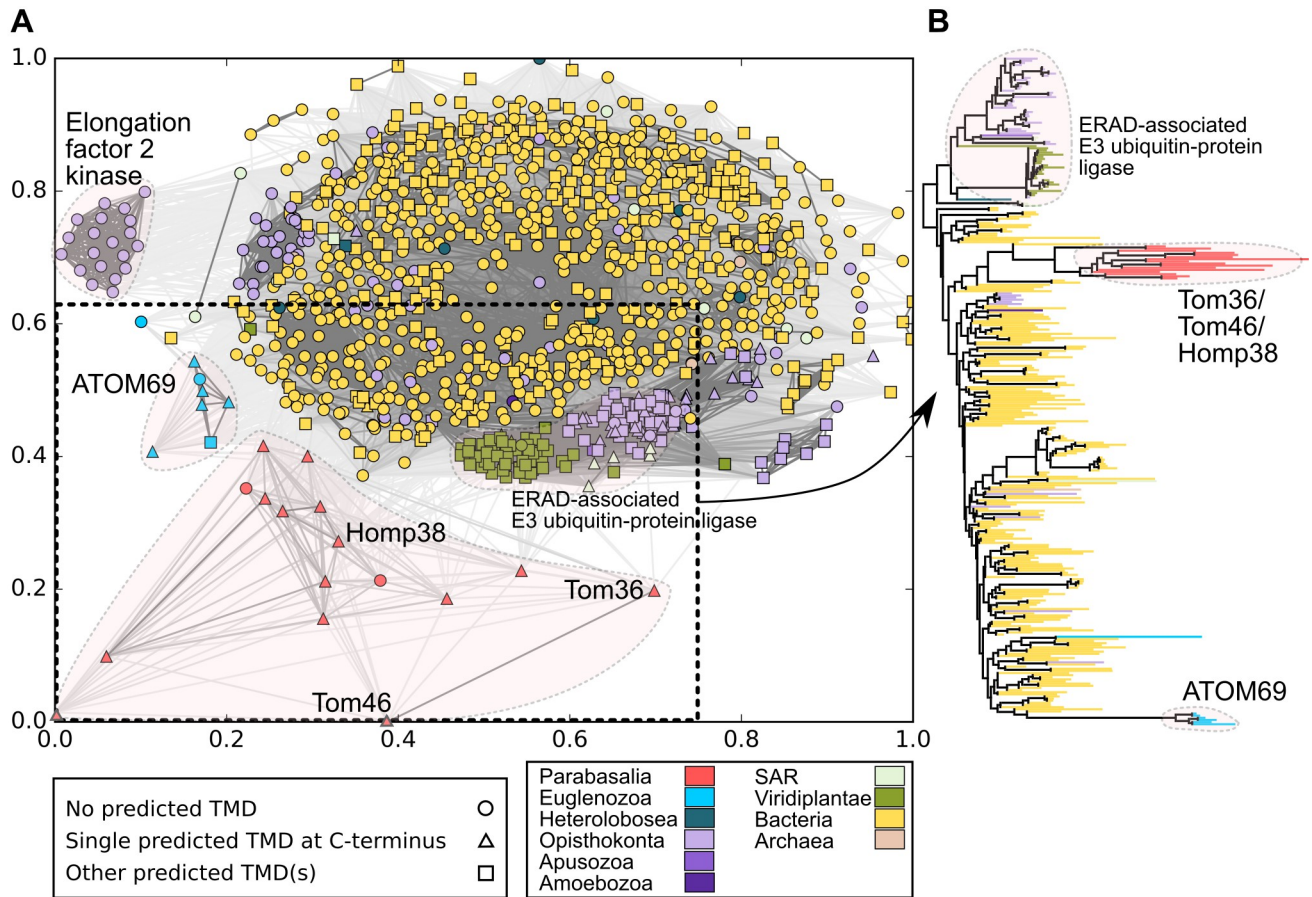 A
B
1.0
0.8
0.6
0.4
0.2
0.0
0.0
0.2
0.4
0.6
0.8
1.0
Elongation
factor 2
kinase
ATOM69
Homp38
Tom36
Tom46
ERAD-associated
E3 ubiquitin-protein ligase
ERAD-associated
E3 ubiquitin-protein
ligase
Tom36/
Tom46/
Homp38
ATOM69
No predicted TMD
Single predicted TMD at C-terminus
Other predicted TMD(s)
Parabasalia
Euglenozoa
Heterolobosea
Opisthokonta
Apusozoa
Amoebozoa
SAR
Viridiplantae
Bacteria
Archaea